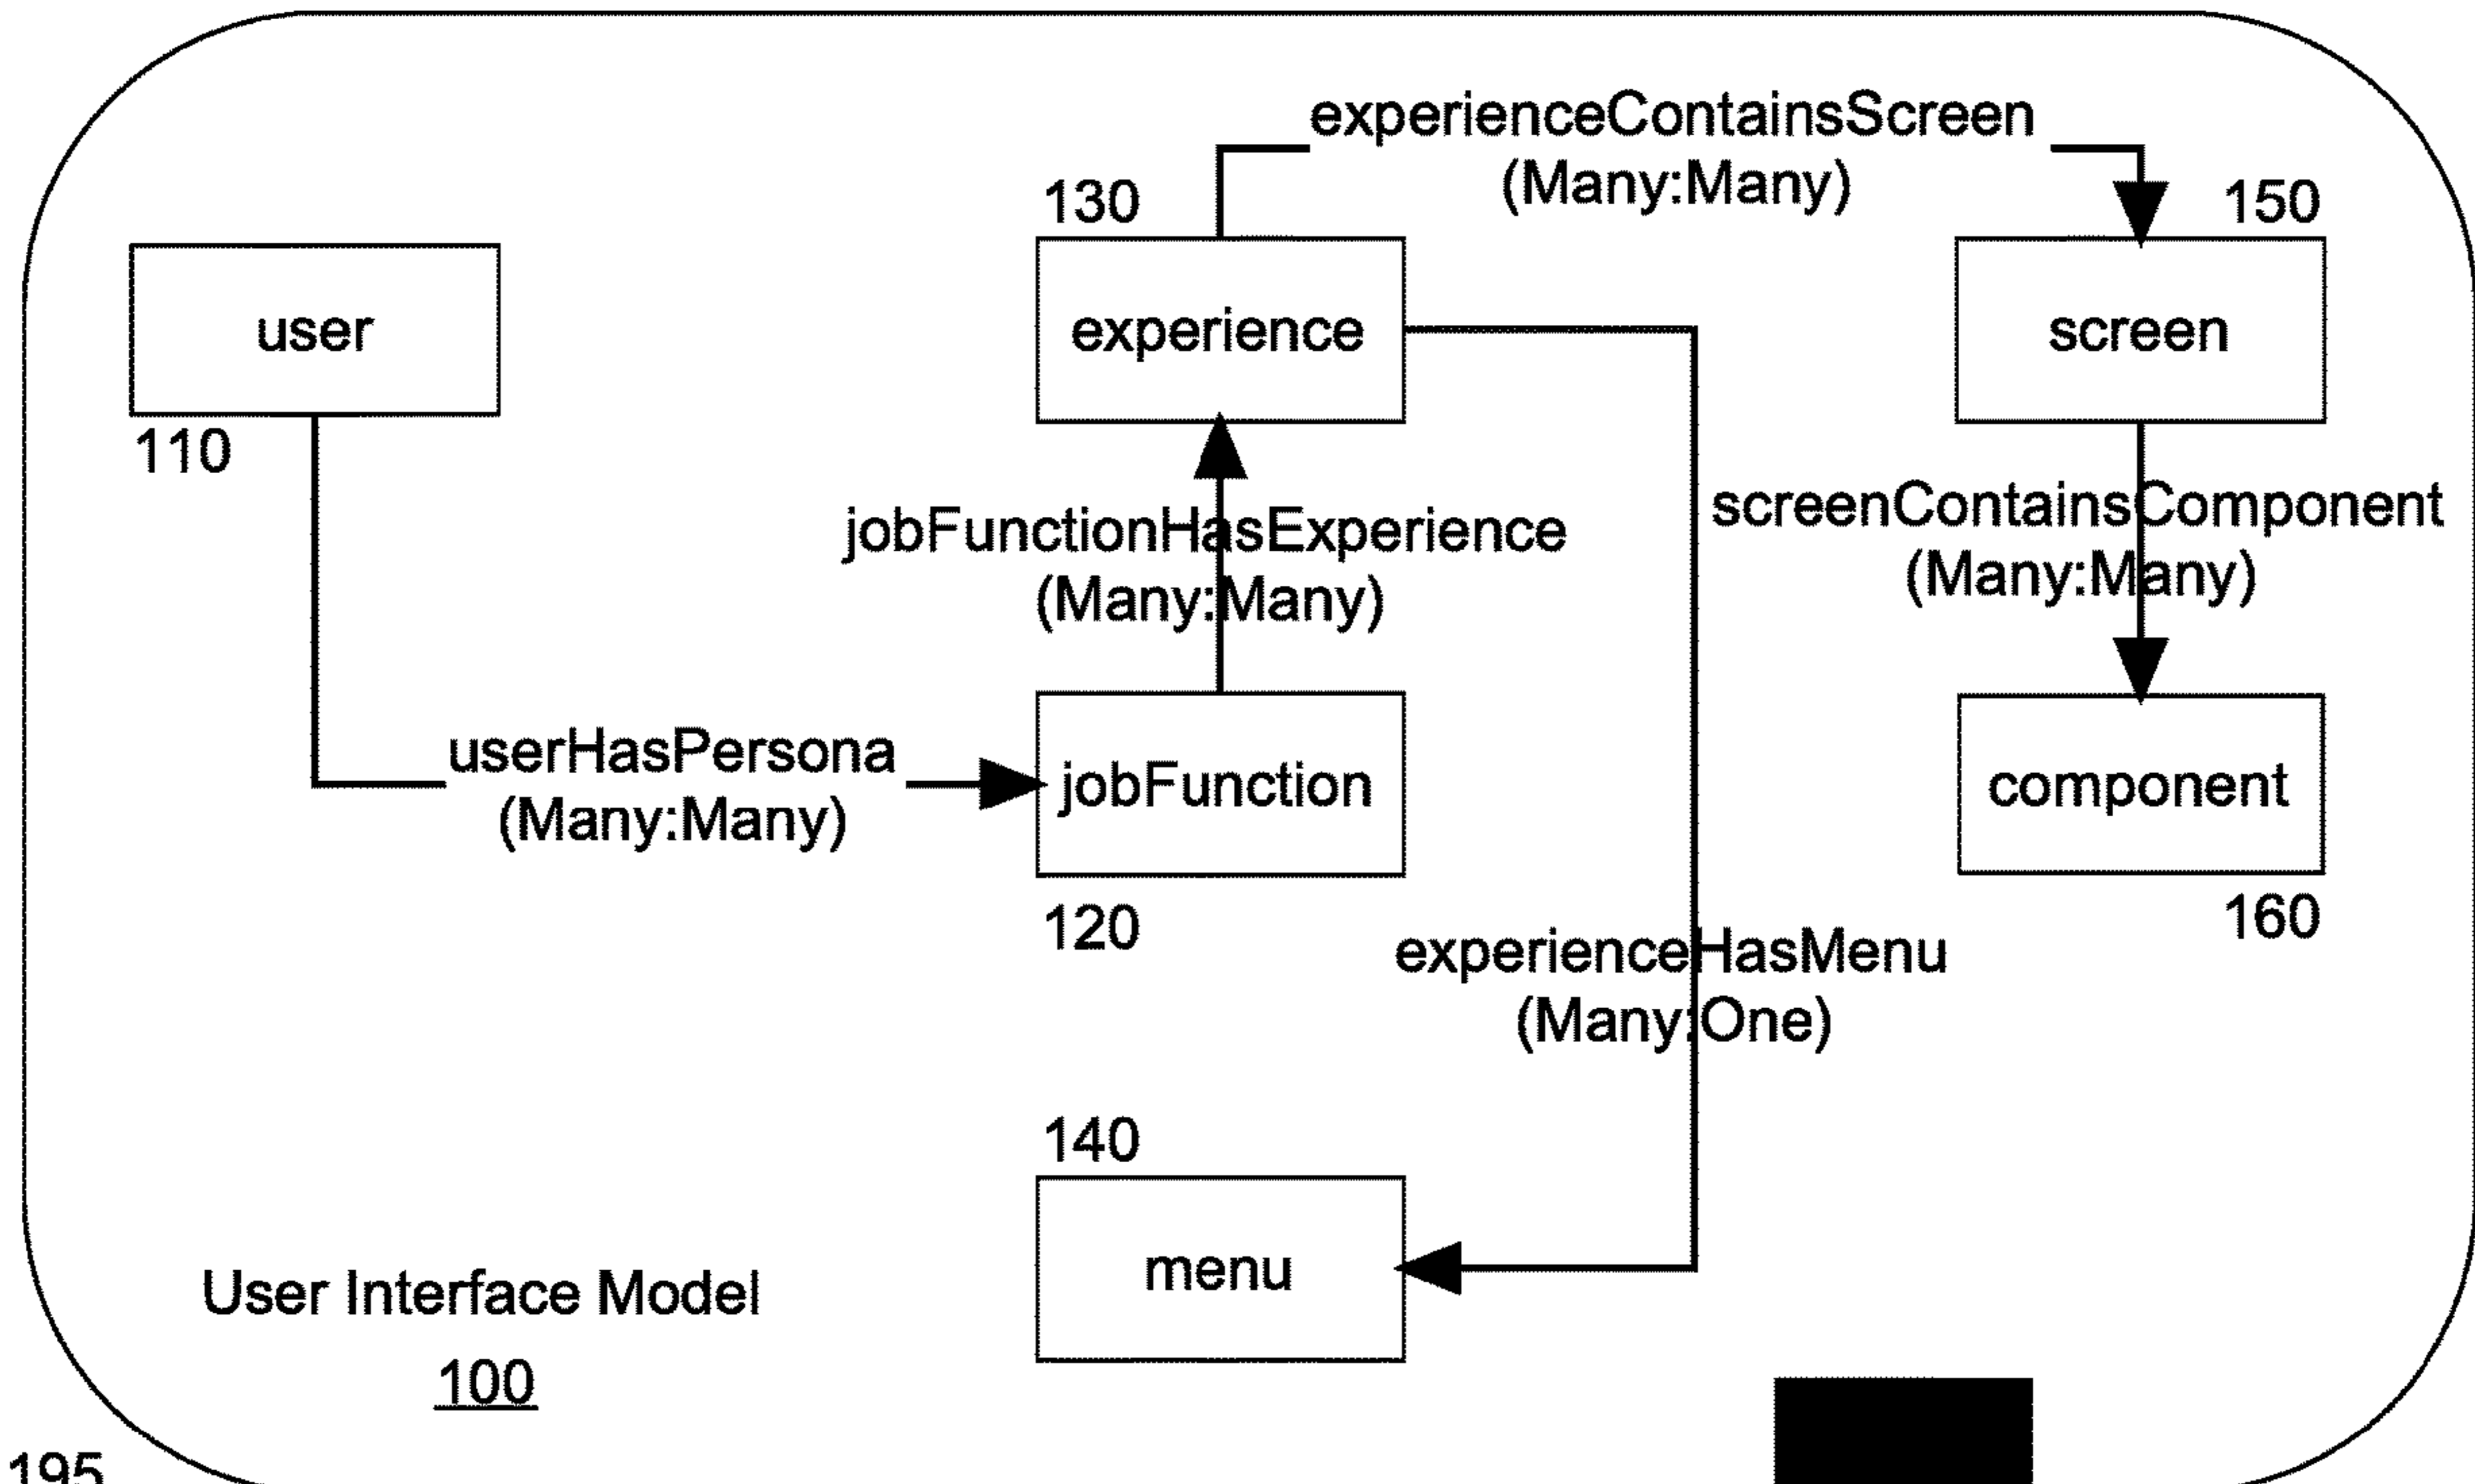 experienceContainsScreen
(Many:Many)
130
150
user
experience
screen
110
jobFunctionHasExperience
(Many:Many)
screenContainsComponent
(Many:Many)
userHasPersona
(Many:Many)
jobFunction
component
120
160
experienceHasMenu
(Many:One)
140
menu
User Interface Model
100
195